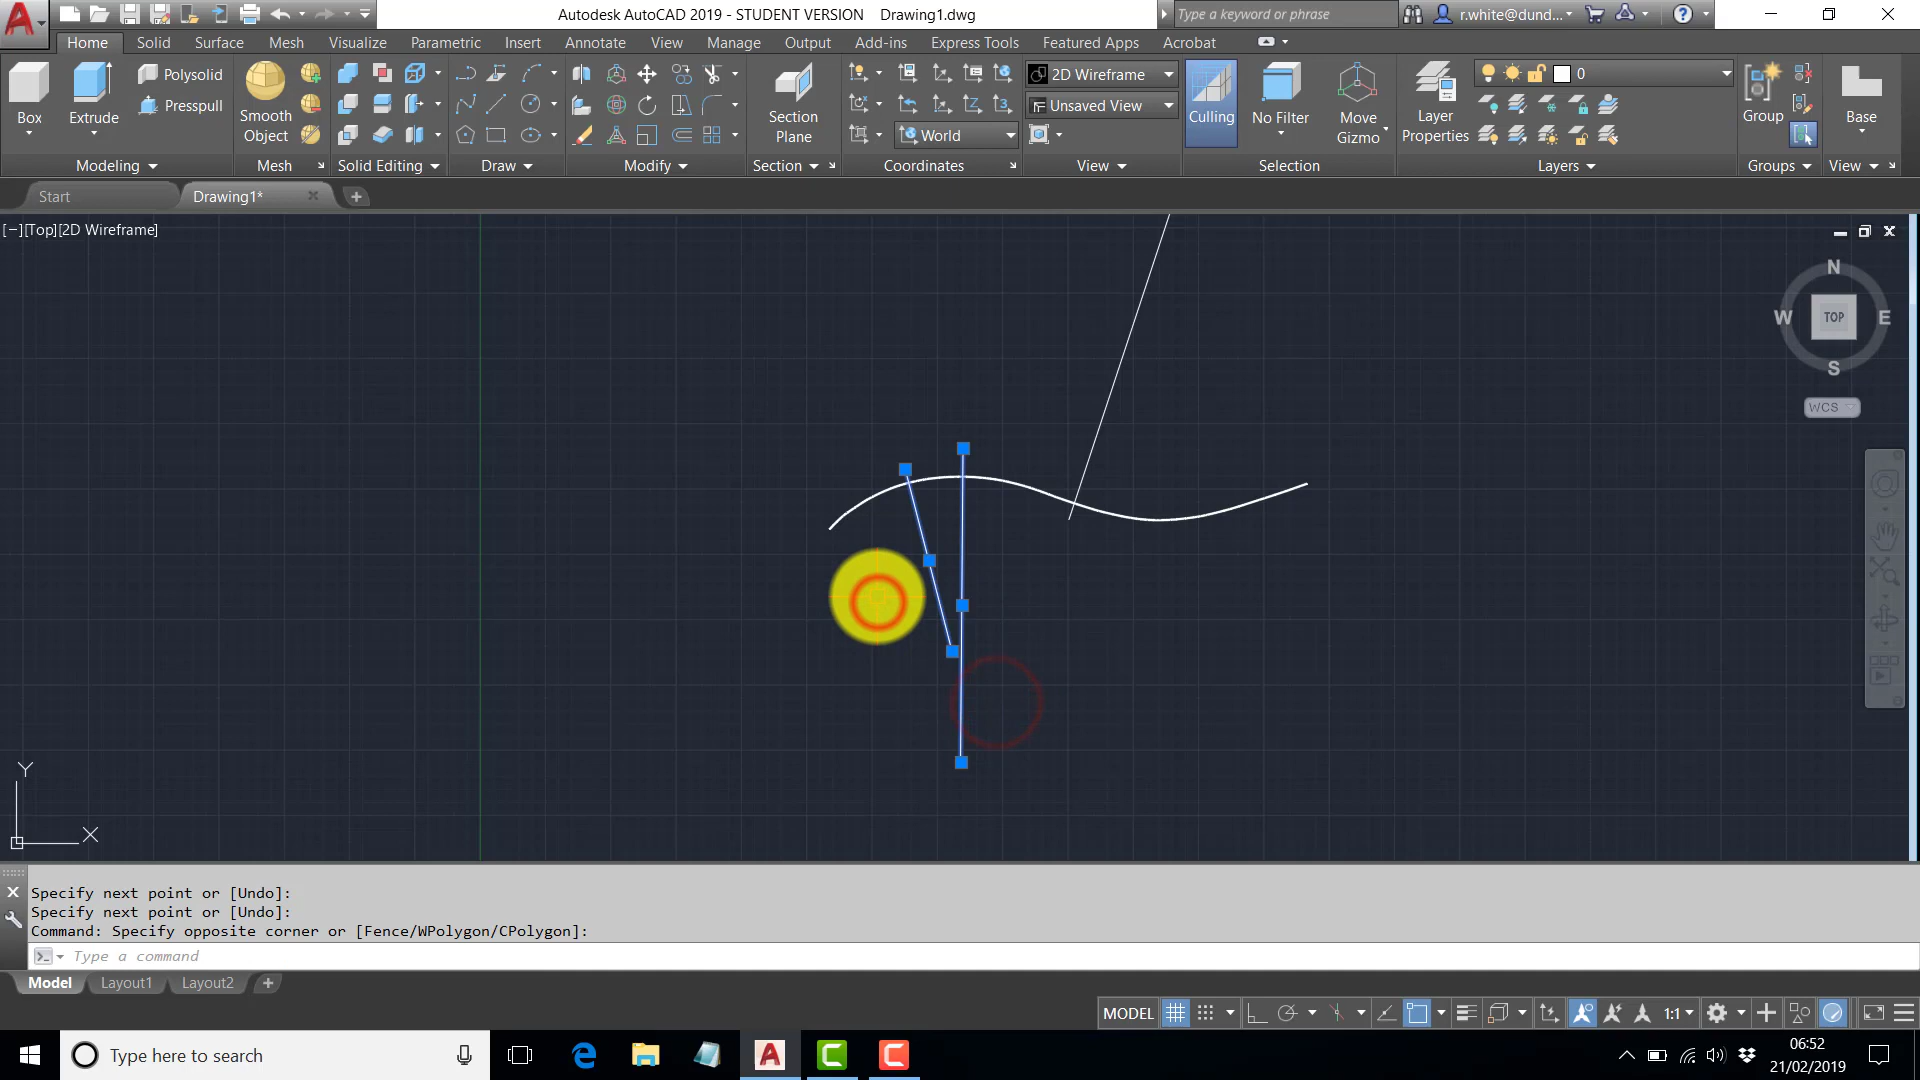 Autodesk AutoCAD 2019 - STUDENT VERSION    Drawing1.dwg
Type a keyword or phrase
r.white@dund...
Home Solid Surface Mesh Visualize Parametric Insert Annotate View Manage Output Add-ins Express Tools Featured Apps Acrobat
Box
Extrude
Polysolid
Presspull
Modeling
Smooth
Object
Mesh
Solid Editing
Draw
Modify
Section
Plane
Section
World
Coordinates
2D Wireframe
Unsaved View
View
Culling
No Filter
Move
Gizmo
Selection
Layer
Properties
0
Layers
Group
Groups
Base
View
Start
Drawing1*
[−][Top][2D Wireframe]
N
W TOP E
S
WCS
Y
X
Specify next point or [Undo]:
Specify next point or [Undo]:
Command: Specify opposite corner or [Fence/WPolygon/CPolygon]:
Type a command
Model Layout1 Layout2
MODEL
1:1
Type here to search
06:52
21/02/2019